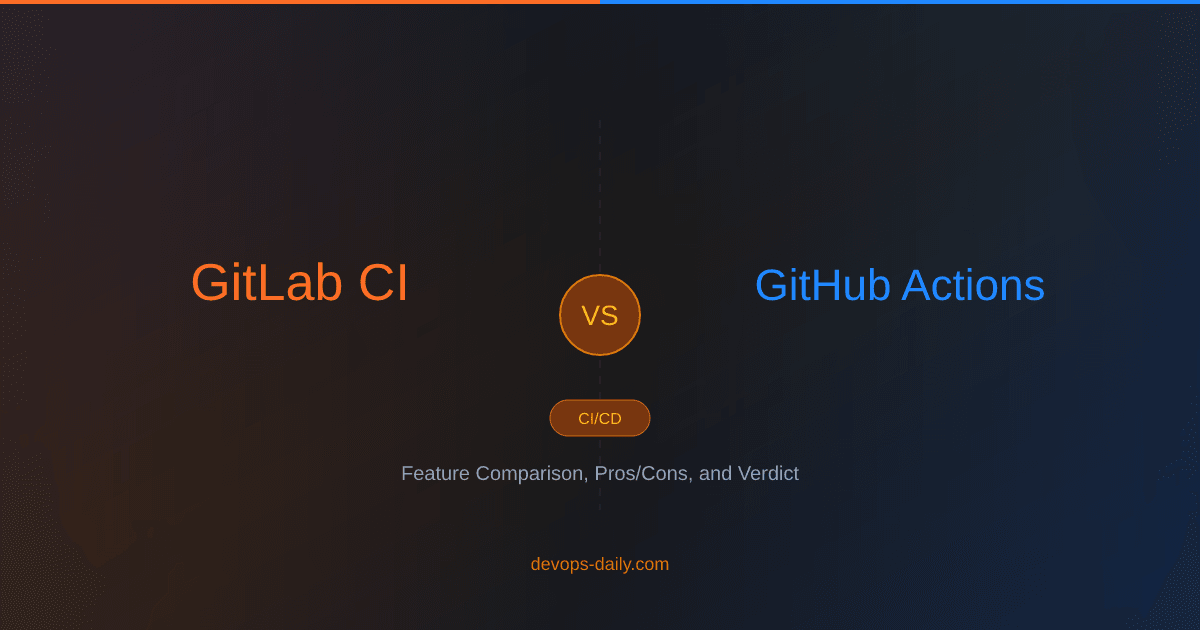 GitLab CI
VS
GitHub Actions
CI/CD
Feature Comparison, Pros/Cons, and Verdict
devops-daily.com